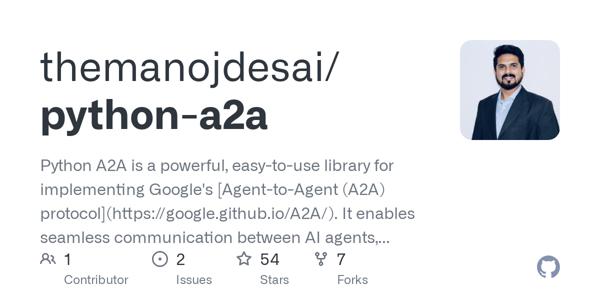 themanojdesai/
python-a2a
Python A2A is a powerful, easy-to-use library for
implementing Google's [Agent-to-Agent (A2A)
protocol](https://google.github.io/A2A/). It enables
seamless communication between AI agents,...
1 2 54 7
Contributor Issues Stars Forks